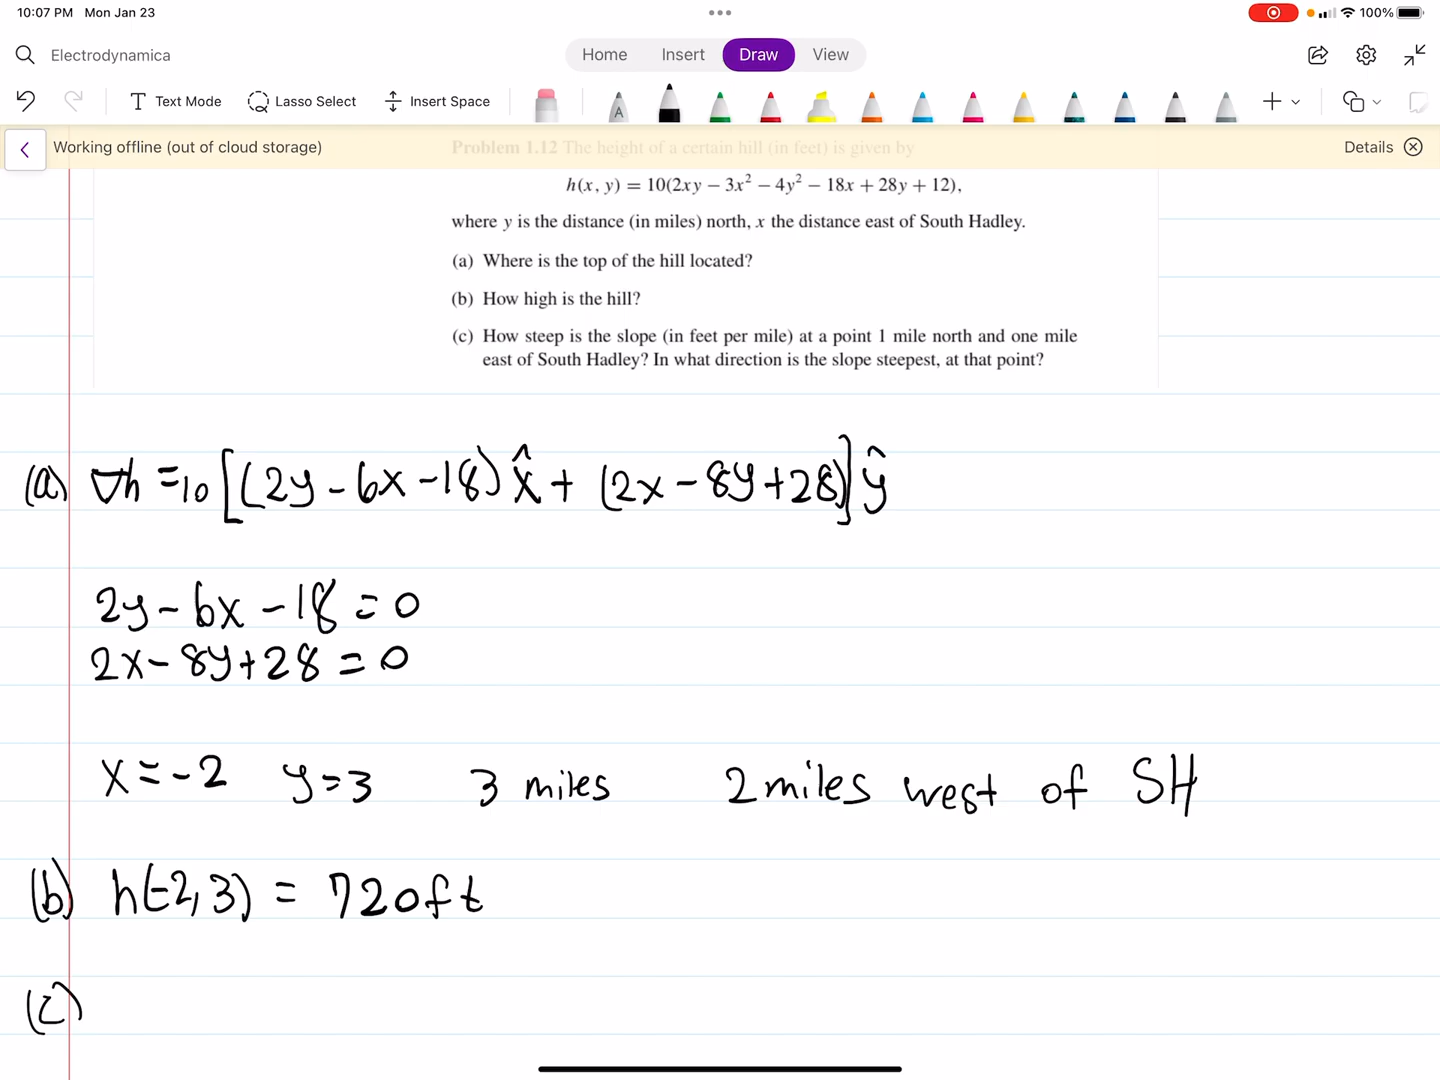 10:07 PM Mon Jan 23
100%
Electrodynamica
Home Insert Draw View
Text Mode Lasso Select Insert Space
A
Working offline (out of cloud storage) Details
Problem 1.12 The height of a certain hill (in feet) is given by
h(x, y) = 10(2xy − 3x² − 4y² − 18x + 28y + 12),
where y is the distance (in miles) north, x the distance east of South Hadley.
(a) Where is the top of the hill located?
(b) How high is the hill?
(c) How steep is the slope (in feet per mile) at a point 1 mile north and one mile
east of South Hadley? In what direction is the slope steepest, at that point?
(a) ∇h = 10 [(2y − 6x − 18) x̂ + (2x − 8y + 28)] ŷ
2y − 6x − 18 = 0
2x − 8y + 28 = 0
x = −2 y = 3 3 miles 2 miles west of SH
(b) h(−2, 3) = 720 ft
(c)